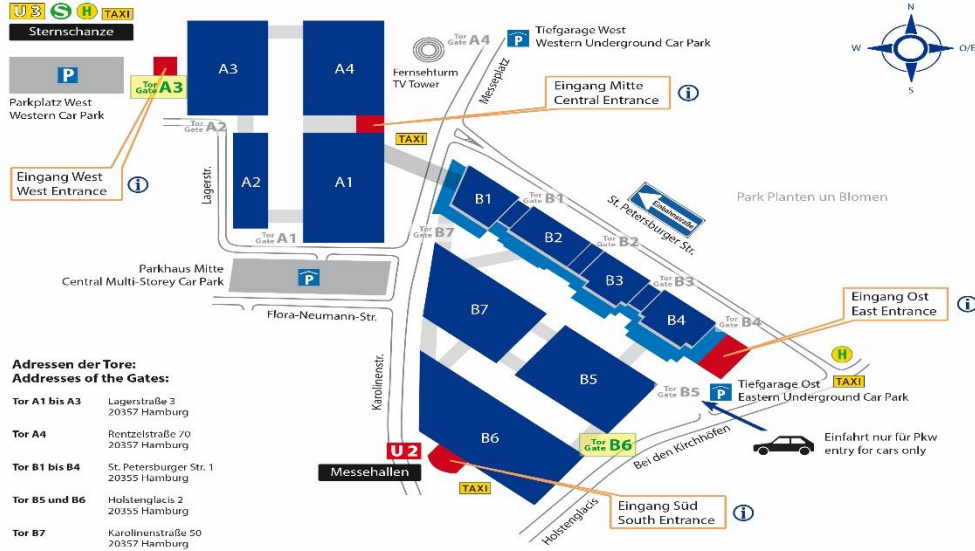 U3 S H TAXI
Sternschanze
P
Parkplatz West
Western Car Park
Tor
Gate A3
Eingang West
West Entrance
i
A3
A4
Tor
Gate A2
A2
A1
Lagerstr.
Tor
Gate A1
Fernsehturm
TV Tower
Tor
Gate A4
Messeplatz
P
Tiefgarage West
Western Underground Car Park
Eingang Mitte
Central Entrance
i
TAXI
N
W
O/E
S
Einbahnstraße
St. Petersburger Str.
Park Planten un Blomen
B1
Tor
Gate B1
B2
Tor
Gate B2
B3
Tor
Gate B3
B4
Tor
Gate B4
Tor
Gate B7
Parkhaus Mitte
Central Multi-Storey Car Park
P
Flora-Neumann-Str.
Karolinenstr.
B7
B5
B6
Eingang Ost
East Entrance
i
H
TAXI
Tor
Gate B5
P
Tiefgarage Ost
Eastern Underground Car Park
Tor
Gate B6
Bei den Kirchhöfen
Einfahrt nur für Pkw
entry for cars only
U2
Messehallen
TAXI
Holstenglacis
Eingang Süd
South Entrance
i
Adressen der Tore:
Addresses of the Gates:
Tor A1 bis A3 Lagerstraße 3
20357 Hamburg
Tor A4 Rentzelstraße 70
20357 Hamburg
Tor B1 bis B4 St. Petersburger Str. 1
20355 Hamburg
Tor B5 und B6 Holstenglacis 2
20355 Hamburg
Tor B7 Karolinenstraße 50
20357 Hamburg